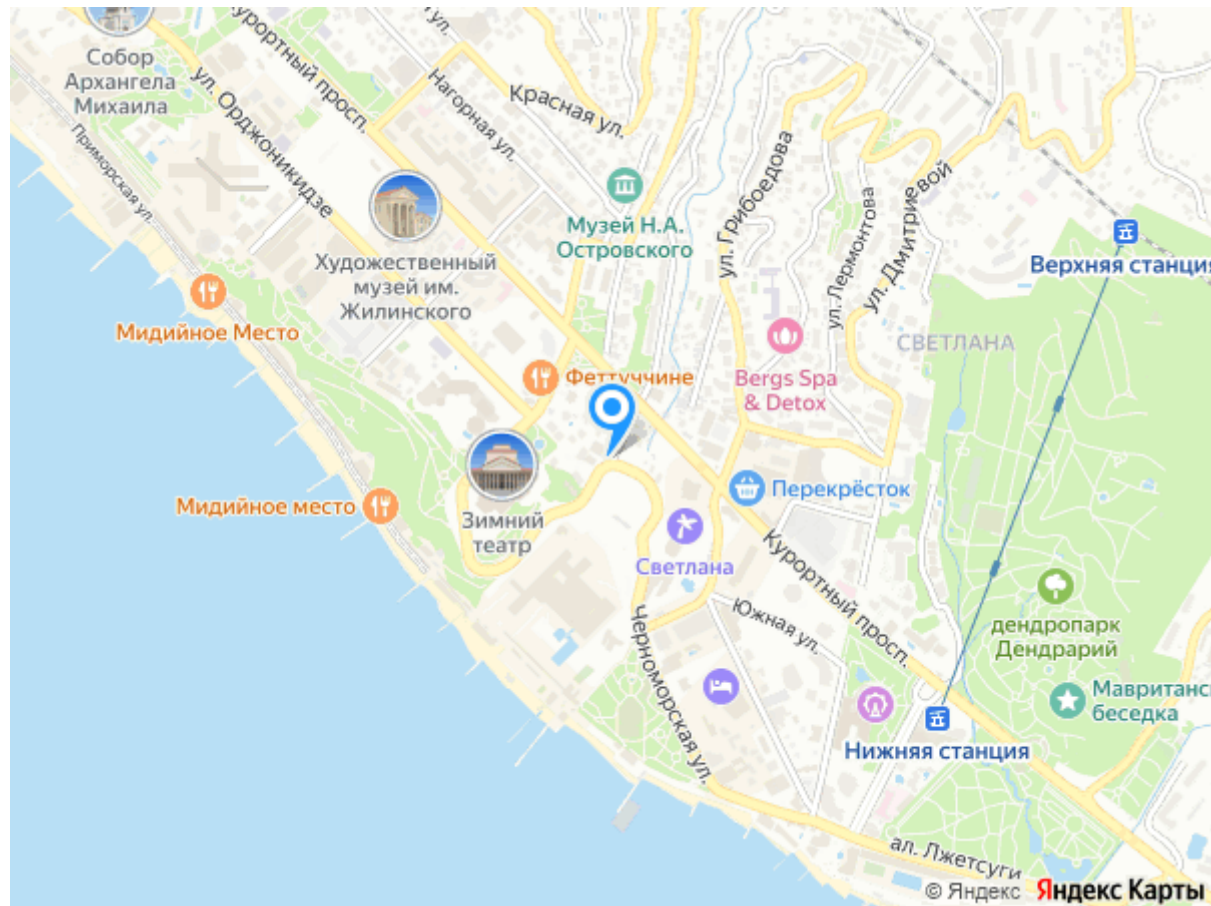 Собор
Архангела
Михаила
Курортный просп.
ул. Орджоникидзе
Приморская ул.
Нагорная ул.
Красная ул.
Музей Н.А.
Островского
Художественный
музей им.
Жилинского
ул. Грибоедова
ул. Лермонтова
ул. Дмитриевой
Верхняя станция
Мидийное Место
Феттуччине
Bergs Spa
& Detox
СВЕТЛАНА
Мидийное место
Зимний
театр
Перекрёсток
Светлана
Курортный просп.
Южная ул.
Черноморская ул.
дендропарк
Дендрарий
беседка
Нижняя станция
ал. Лжетсуги
© Яндекс Яндекс Карты